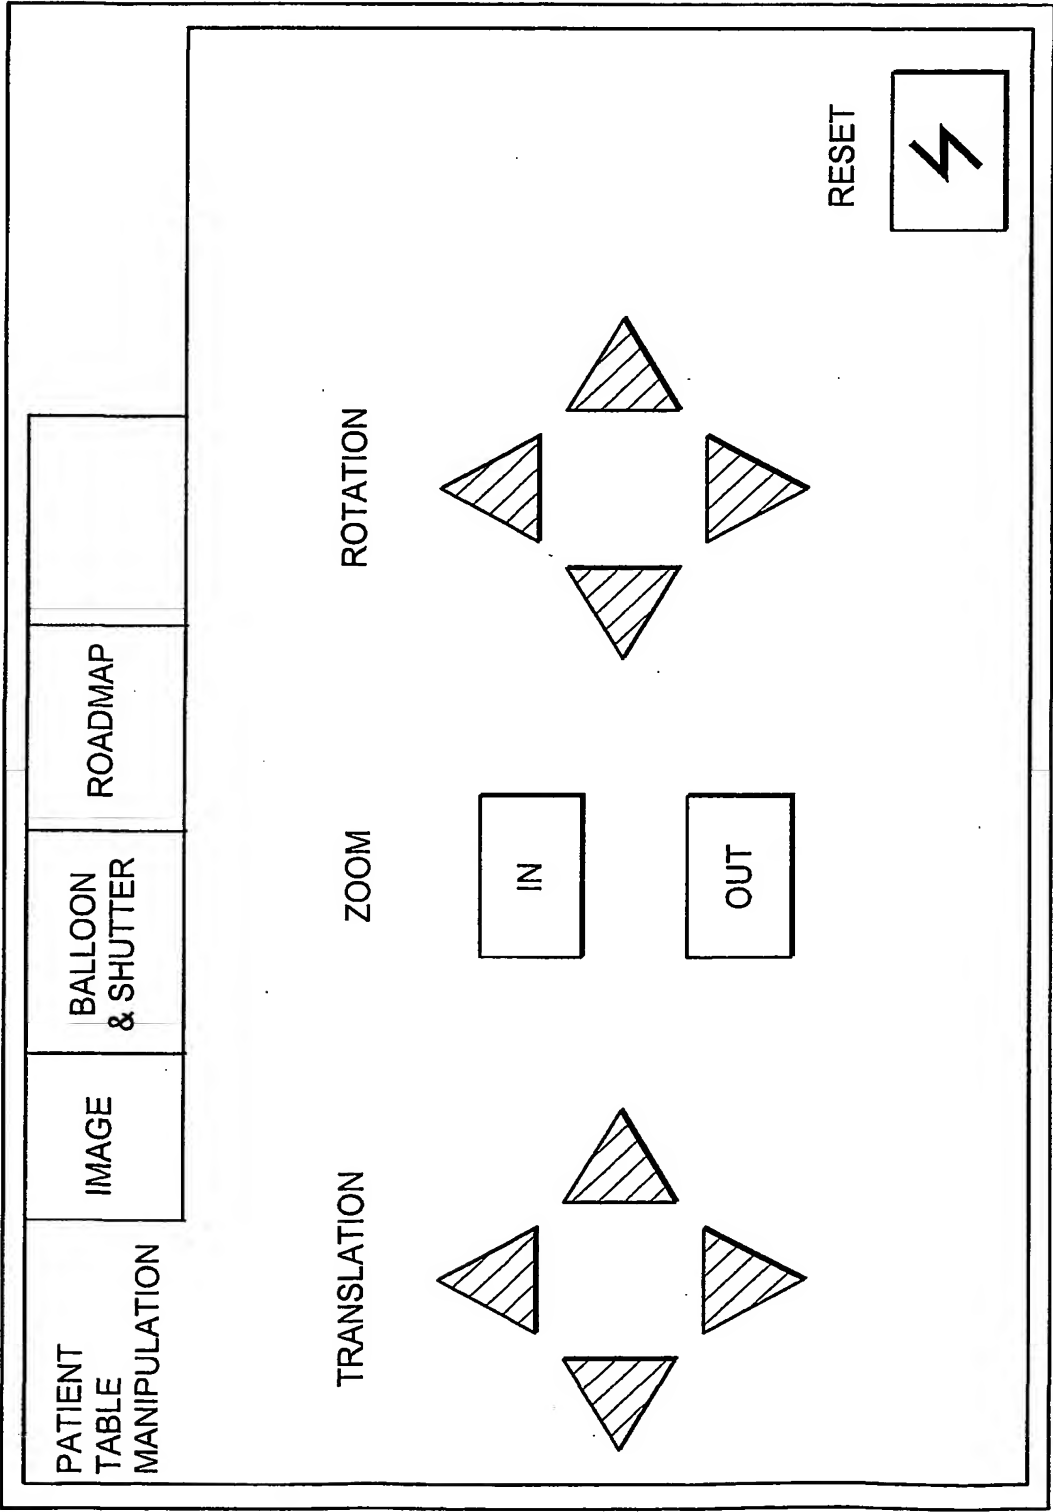 PATIENT
TABLE
MANIPULATION
IMAGE
BALLOON
& SHUTTER
ROADMAP
TRANSLATION
ZOOM
ROTATION
IN
OUT
RESET